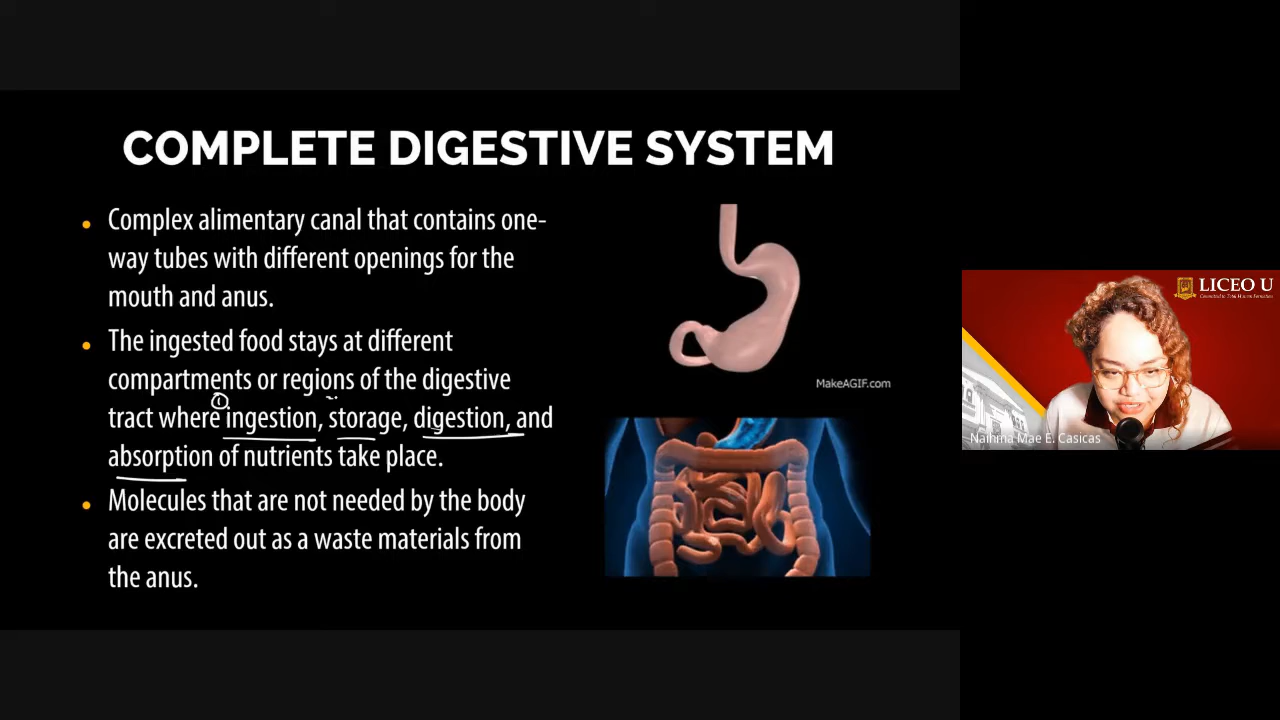 COMPLETE DIGESTIVE SYSTEM
• Complex alimentary canal that contains one-
way tubes with different openings for the
mouth and anus.
• The ingested food stays at different
compartments or regions of the digestive
①
tract where ingestion, storage, digestion, and
absorption of nutrients take place.
• Molecules that are not needed by the body
are excreted out as a waste materials from
the anus.
MakeAGIF.com
LICEO U
Naihma Mae E. Casicas